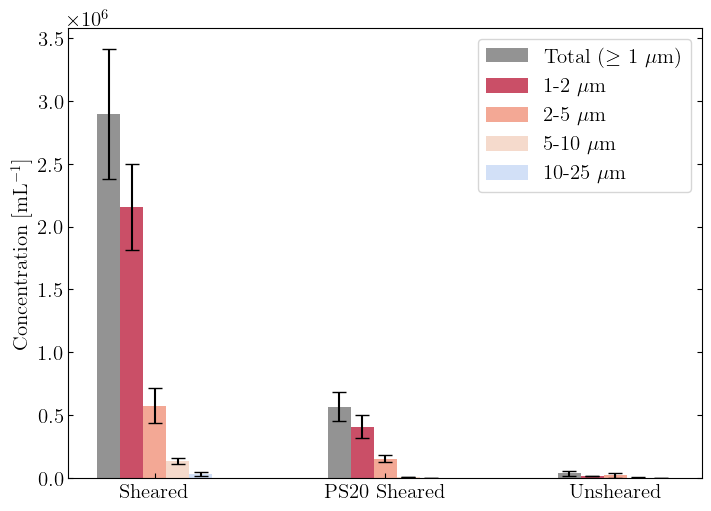 ×10⁶
3.5
3.0
2.5
2.0
1.5
1.0
0.5
0.0
Concentration [mL⁻¹]
Total (≥ 1 μm)
1-2 μm
2-5 μm
5-10 μm
10-25 μm
Sheared
PS20 Sheared
Unsheared